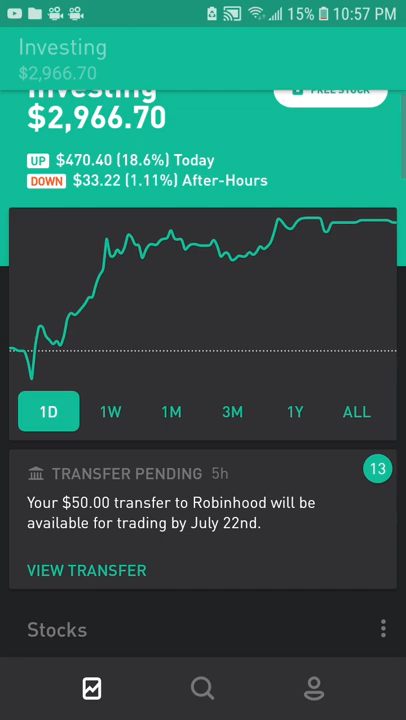 15% 10:57 PM
Investing
$2,966.70
Investing
FREE STOCK
$2,966.70
UP $470.40 (18.6%) Today
DOWN $33.22 (1.11%) After-Hours
1D 1W 1M 3M 1Y ALL
TRANSFER PENDING 5h
13
Your $50.00 transfer to Robinhood will be
available for trading by July 22nd.
VIEW TRANSFER
Stocks